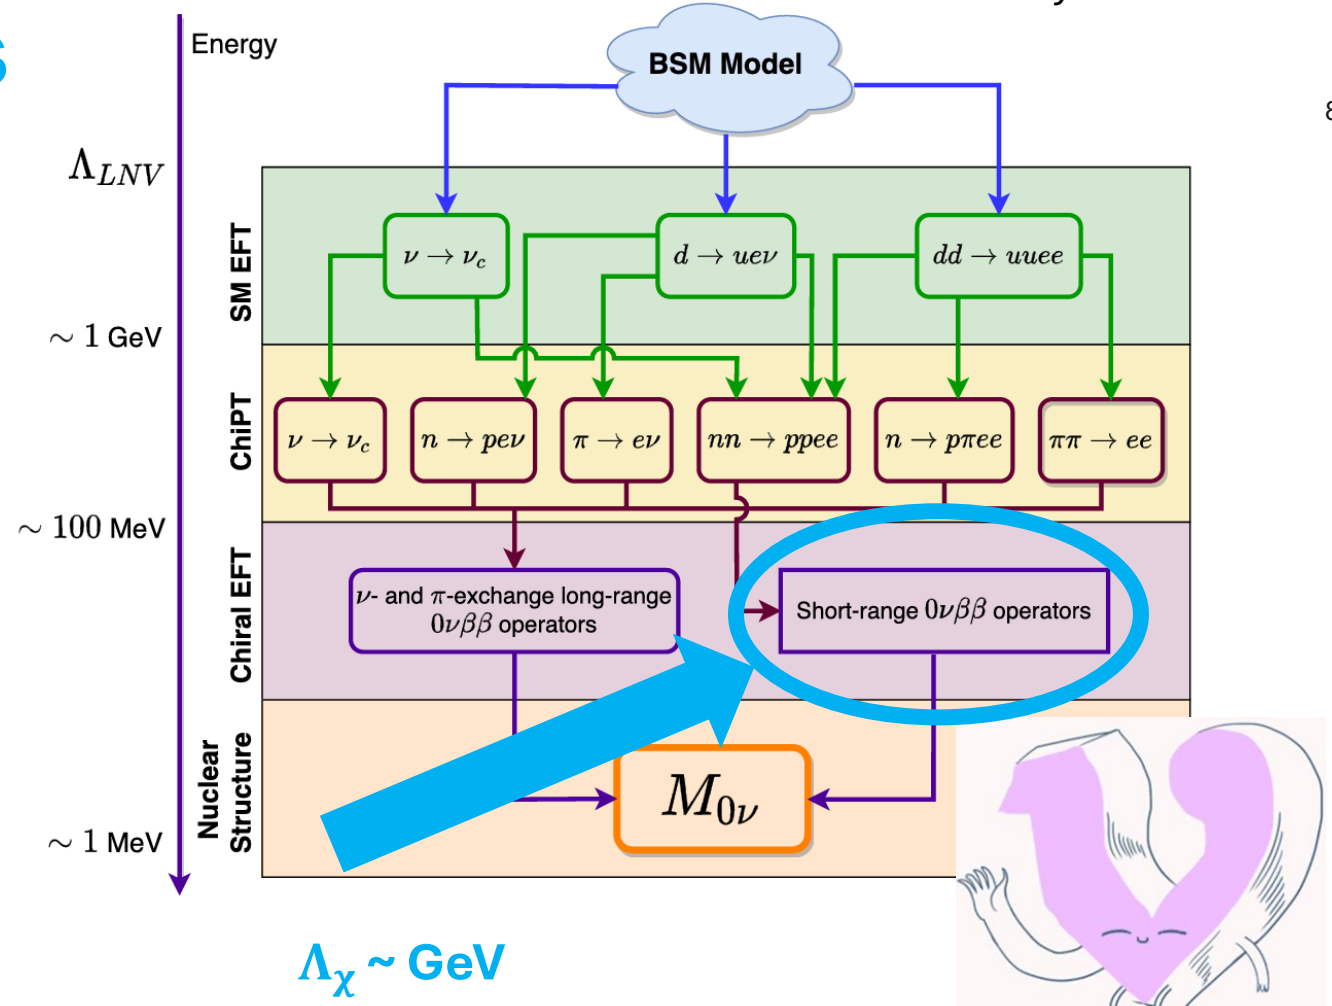 Energy
BSM Model
Λ_LNV
SM EFT
ν → ν_c
d → ueν
dd → uuee
~ 1 GeV
ChiPT
ν → ν_c
n → peν
π → eν
nn → ppee
n → pπee
ππ → ee
~ 100 MeV
Chiral EFT
ν- and π-exchange long-range
0νββ operators
Short-range 0νββ operators
Nuclear
Structure
M_0ν
~ 1 MeV
Λ_χ ~ GeV